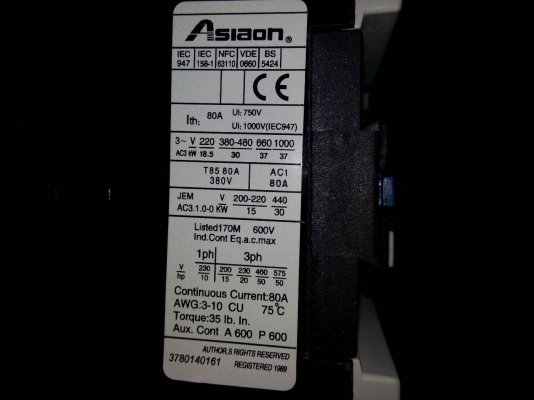 Asiaon®
IEC IEC NFC VDE BS
947 158-1 63110 0660 5424
CE
Ith: 80A Ui: 750V
Ui: 1000V(IEC947)
3~ V 220 380-480 660 1000
AC3 kW 18.5 30 37 37
T85 80A AC1
380V 80A
JEM V 200-220 440
AC3.1.0-0 KW 15 30
Listed170M 600V
Ind.Cont Eq.a.c.max
1ph 3ph
V 230 200 230 460 575
hp 10 15 20 50 50
Continuous Current:80A
AWG:3-10 CU 75°C
Torque:35 lb. In.
Aux. Cont A 600 P 600
AUTHOR,S RIGHTS RESERVED
3780140161 REGISTERED 1989